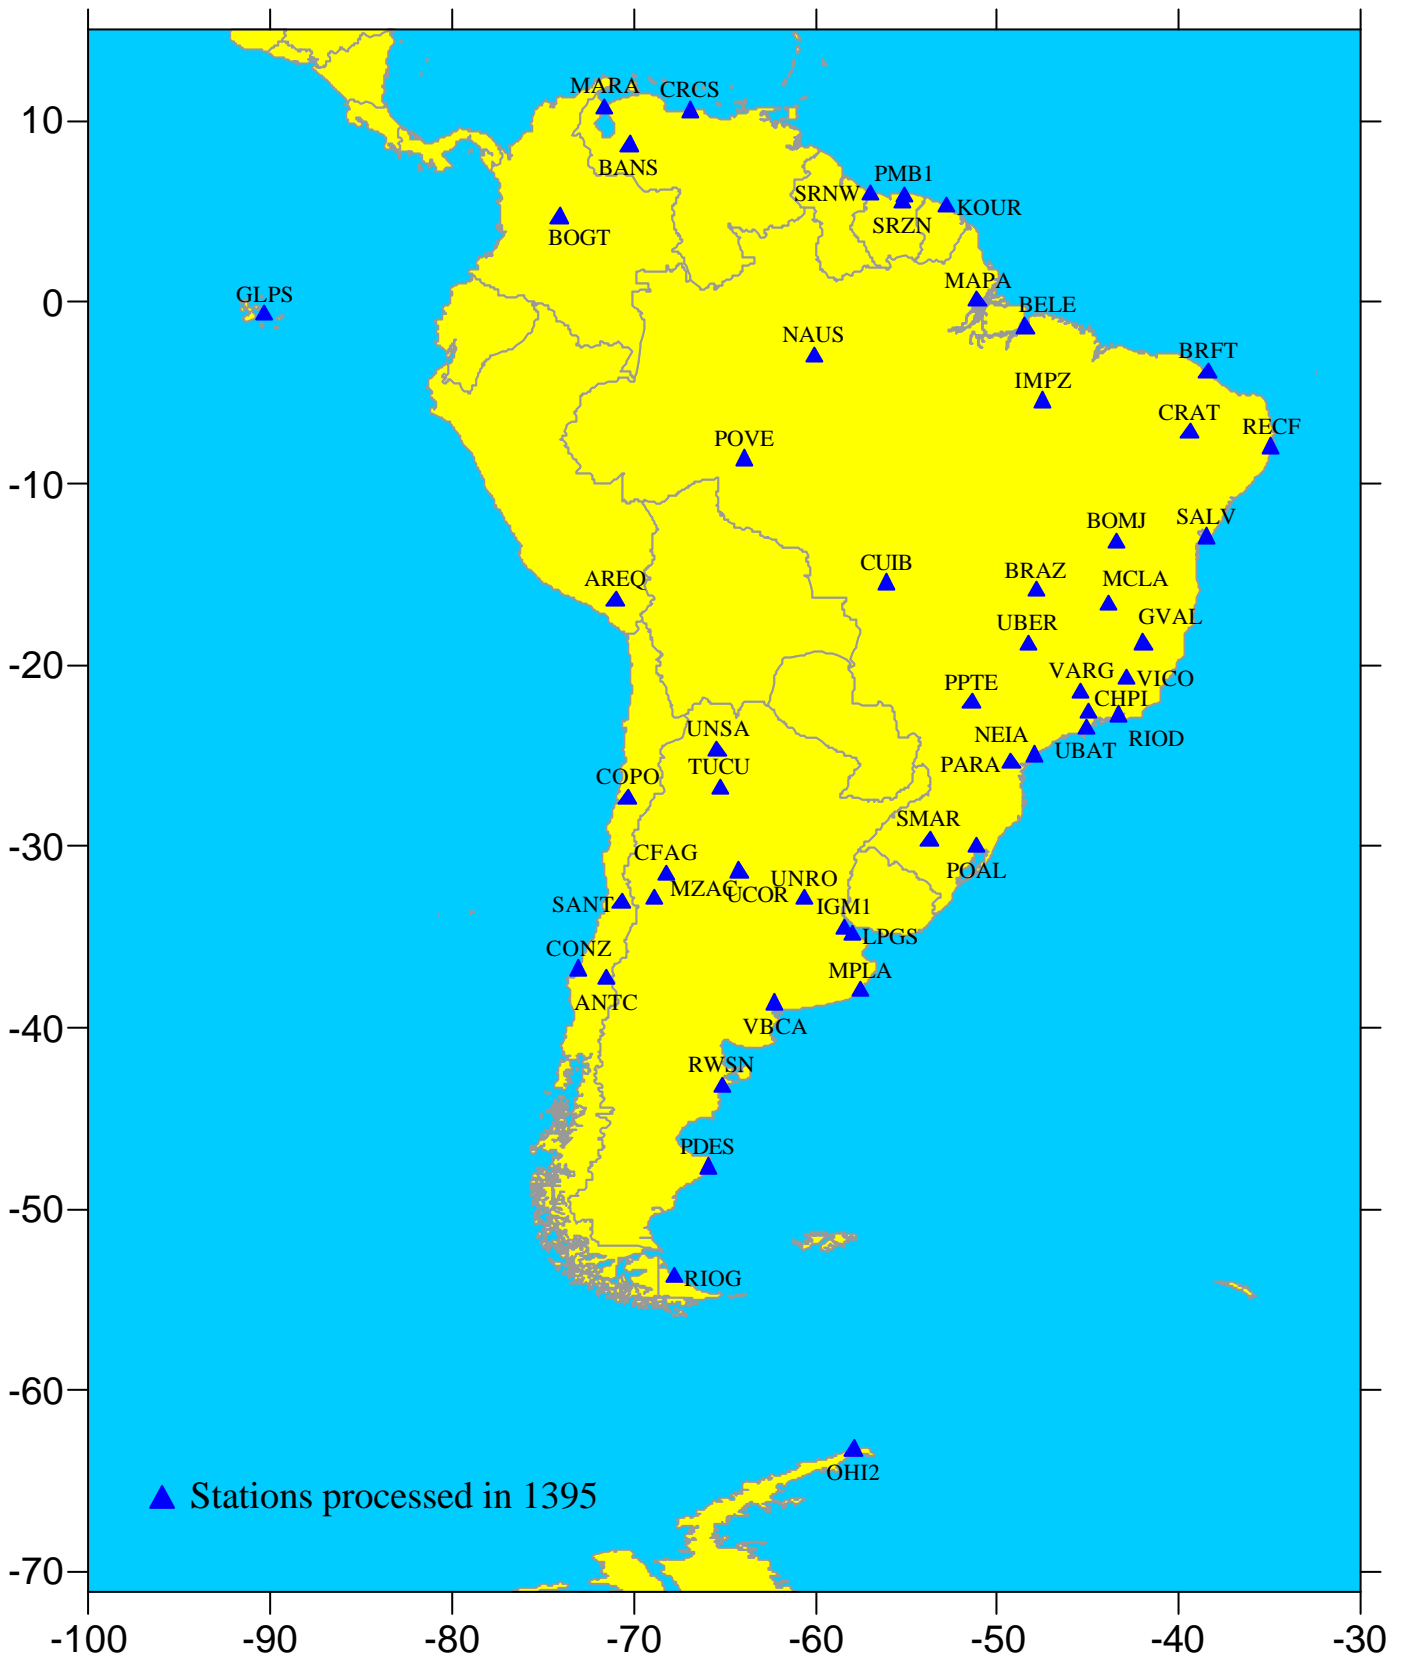 MARA
CRCS
10
BANS
PMB1
SRNW
KOUR
SRZN
BOGT
MAPA
GLPS
0
BELE
NAUS
BRFT
IMPZ
CRAT
RECF
POVE
-10
SALV
BOMJ
CUIB
BRAZ
AREQ
MCLA
GVAL
UBER
-20
VARG
VICO
PPTE
CHPI
UNSA
NEIA
RIOD
UBAT
PARA
TUCU
COPO
SMAR
-30
CFAG
POAL
UNRO
MZAC
UCOR
SANT
IGM1
LPGS
CONZ
MPLA
ANTC
-40
VBCA
RWSN
PDES
-50
RIOG
-60
OHI2
Stations processed in 1395
-70
-100 -90 -80 -70 -60 -50 -40 -30